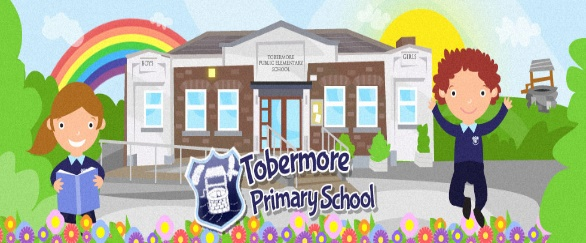 BOYS
TOBERMORE
PUBLIC ELEMENTARY
SCHOOL
GIRLS
Tobermore
Primary School